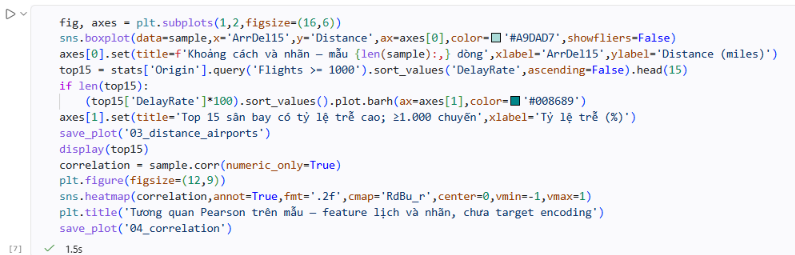 fig, axes = plt.subplots(1,2,figsize=(16,6))
sns.boxplot(data=sample,x='ArrDel15',y='Distance',ax=axes[0],color='#A9DAD7',showfliers=False)
axes[0].set(title=f'Khoảng cách và nhãn — mẫu {len(sample):,} dòng',xlabel='ArrDel15',ylabel='Distance (miles)')
top15 = stats['Origin'].query('Flights >= 1000').sort_values('DelayRate',ascending=False).head(15)
if len(top15):
    (top15['DelayRate']*100).sort_values().plot.barh(ax=axes[1],color='#008689')
axes[1].set(title='Top 15 sân bay có tỷ lệ trễ cao; ≥1.000 chuyến',xlabel='Tỷ lệ trễ (%)')
save_plot('03_distance_airports')
display(top15)
correlation = sample.corr(numeric_only=True)
plt.figure(figsize=(12,9))
sns.heatmap(correlation,annot=True,fmt='.2f',cmap='RdBu_r',center=0,vmin=-1,vmax=1)
plt.title('Tương quan Pearson trên mẫu — feature lịch và nhãn, chưa target encoding')
save_plot('04_correlation')
[7] 1.5s